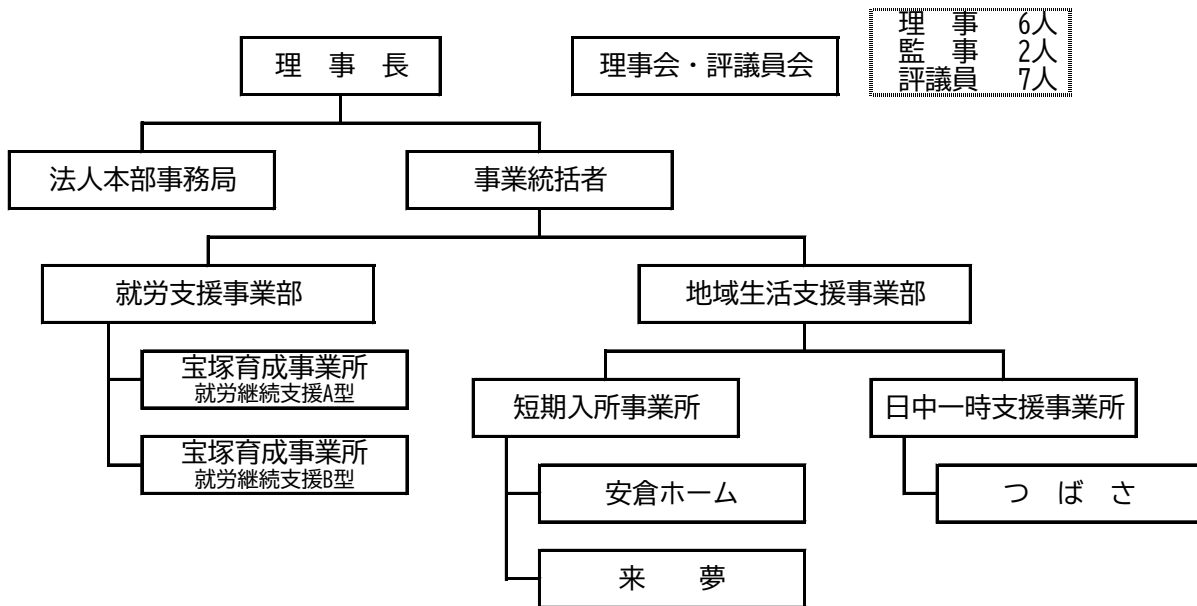 理　事　長
理事会・評議員会
理　事　6人
監　事　2人
評議員　7人
法人本部事務局
事業統括者
就労支援事業部
地域生活支援事業部
宝塚育成事業所
就労継続支援A型
宝塚育成事業所
就労継続支援B型
短期入所事業所
日中一時支援事業所
安倉ホーム
つ　ば　さ
来　　夢